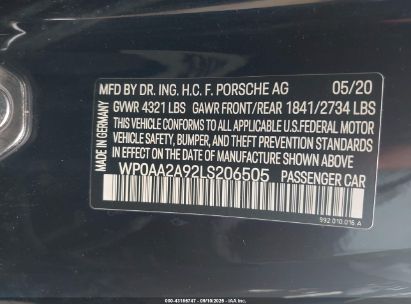 MFD BY DR. ING. H.C. F. PORSCHE AG 05/20
GVWR 4321 LBS GAWR FRONT/REAR 1841/2734 LBS
THIS VEHICLE CONFORMS TO ALL APPLICABLE
U.S.FEDERAL MOTOR
VEHICLE SAFETY, BUMPER, AND THEFT PREVENTION
STANDARDS IN
EFFECT ON THE DATE OF MANUFACTURE SHOWN ABOVE.
WP0AA2A92LS206505 PASSENGER CAR
992 010 016 A
MADE IN GERMANY